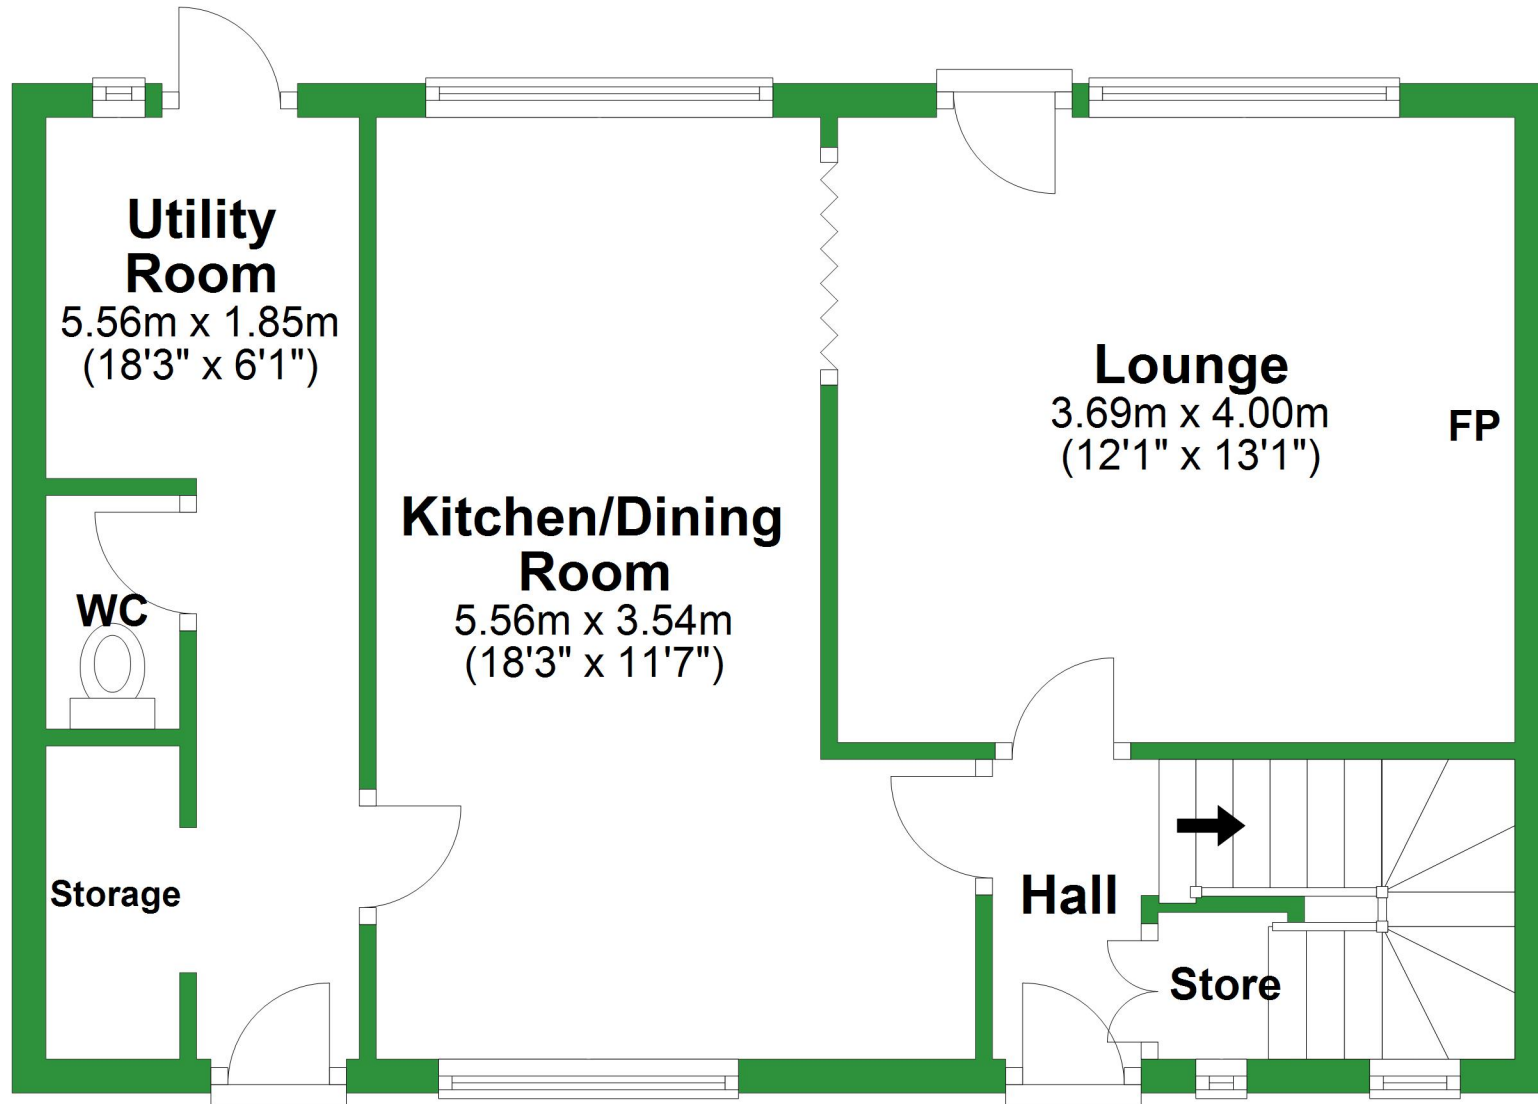 Utility
Room
5.56m x 1.85m
(18'3" x 6'1")
Lounge
3.69m x 4.00m
(12'1" x 13'1")
FP
Kitchen/Dining
Room
5.56m x 3.54m
(18'3" x 11'7")
WC
Storage
Hall
Store